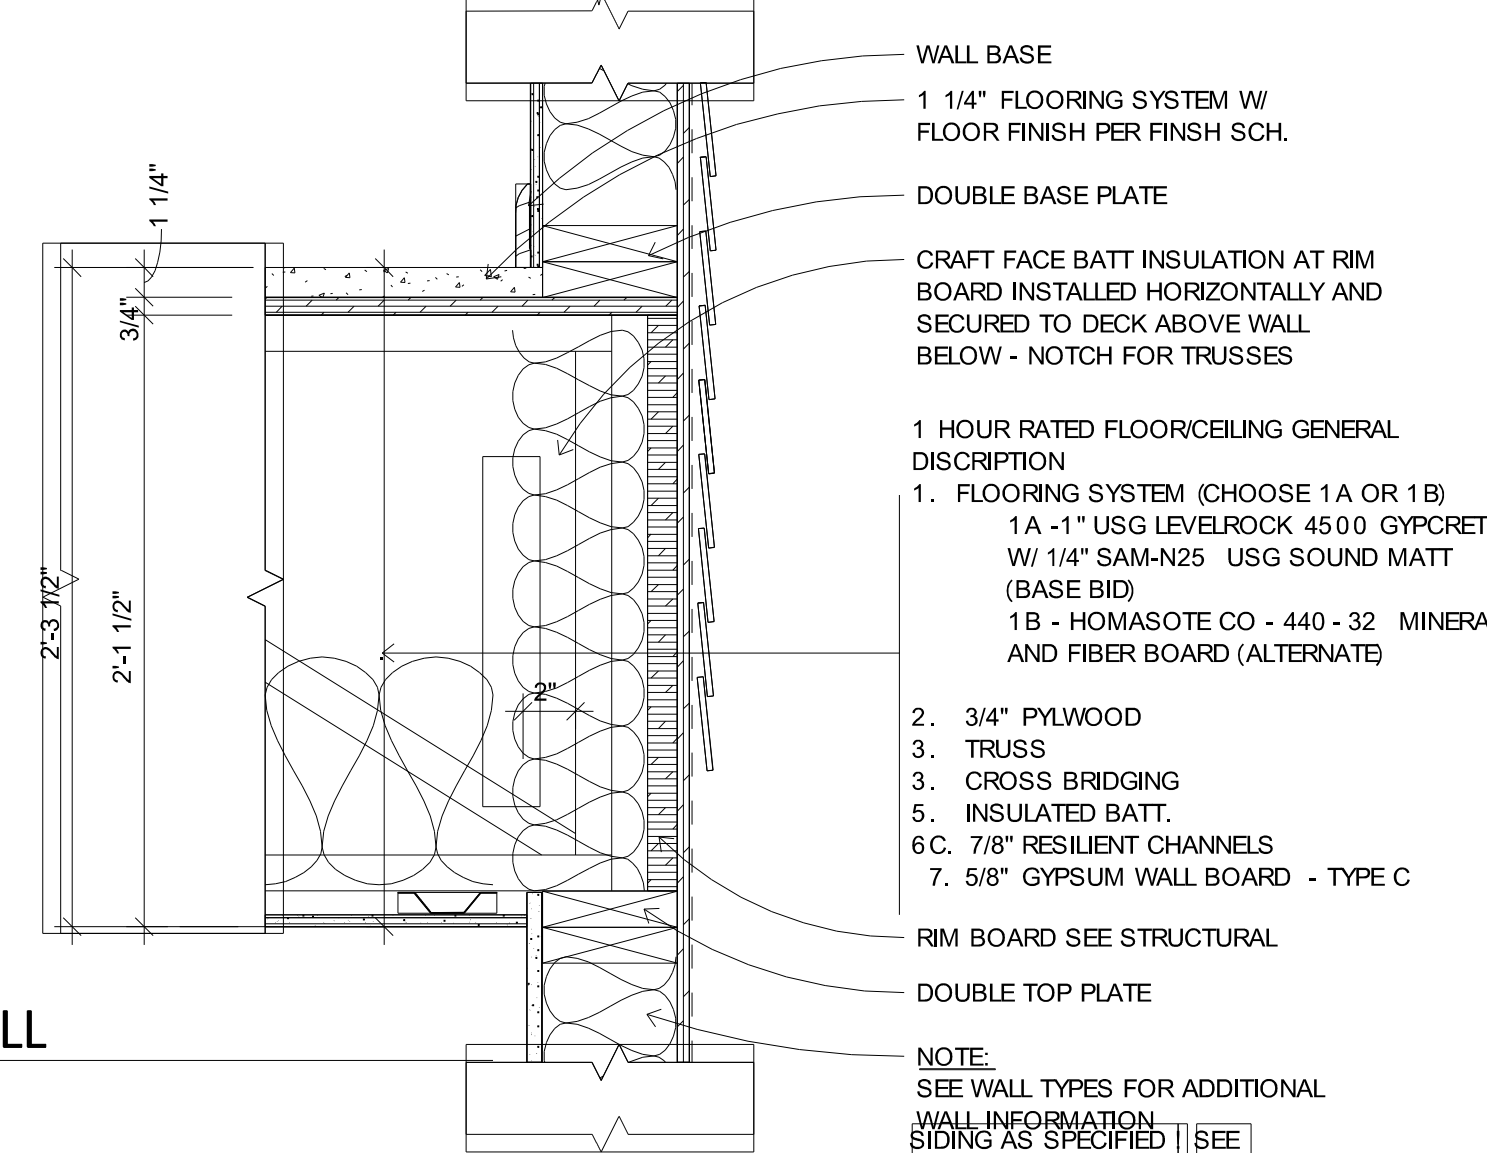 WALL BASE
1 1/4" FLOORING SYSTEM W/
FLOOR FINISH PER FINSH SCH.
DOUBLE BASE PLATE
CRAFT FACE BATT INSULATION AT RIM
BOARD INSTALLED HORIZONTALLY AND
SECURED TO DECK ABOVE WALL
BELOW - NOTCH FOR TRUSSES
1 HOUR RATED FLOOR/CEILING GENERAL
DISCRIPTION
1. FLOORING SYSTEM (CHOOSE 1A OR 1B)
1A -1" USG LEVELROCK 4500 GYPCRET
W/ 1/4" SAM-N25 USG SOUND MATT
(BASE BID)
1B - HOMASOTE CO - 440 - 32 MINERA
AND FIBER BOARD (ALTERNATE)
2. 3/4" PYLWOOD
3. TRUSS
3. CROSS BRIDGING
5. INSULATED BATT.
6C. 7/8" RESILIENT CHANNELS
7. 5/8" GYPSUM WALL BOARD - TYPE C
RIM BOARD SEE STRUCTURAL
DOUBLE TOP PLATE
NOTE:
SEE WALL TYPES FOR ADDITIONAL
WALL INFORMATION
SIDING AS SPECIFIED | SEE
1 1/4"
3/4"
2'-3 1/2"
2'-1 1/2"
2"
LL